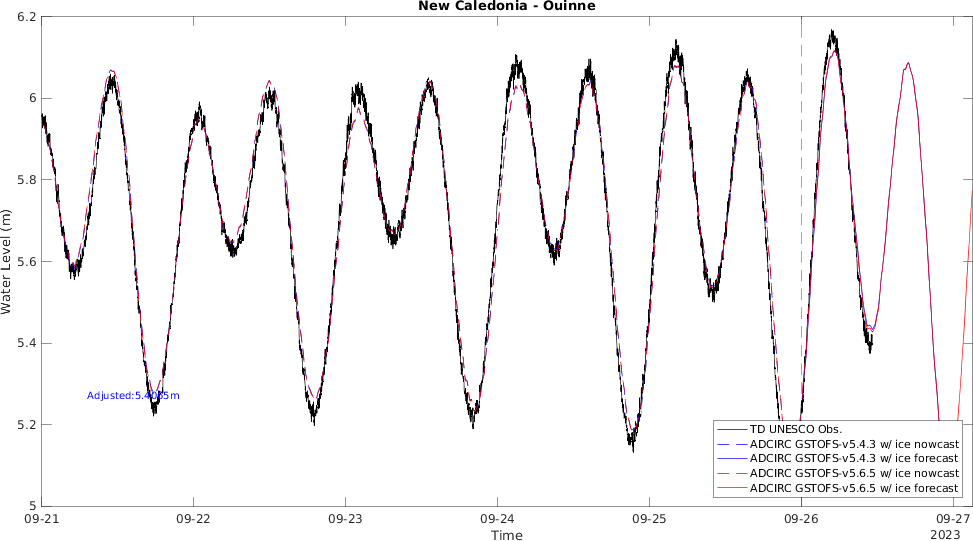 New Caledonia - Ouinne
6.2
6
5.8
5.6
5.4
5.2
5
Water Level (m)
Adjusted:5.4085m
TD UNESCO Obs.
ADCIRC GSTOFS-v5.4.3 w/ ice nowcast
ADCIRC GSTOFS-v5.4.3 w/ ice forecast
ADCIRC GSTOFS-v5.6.5 w/ ice nowcast
ADCIRC GSTOFS-v5.6.5 w/ ice forecast
09-21 09-22 09-23 09-24 09-25 09-26 09-27
Time
2023